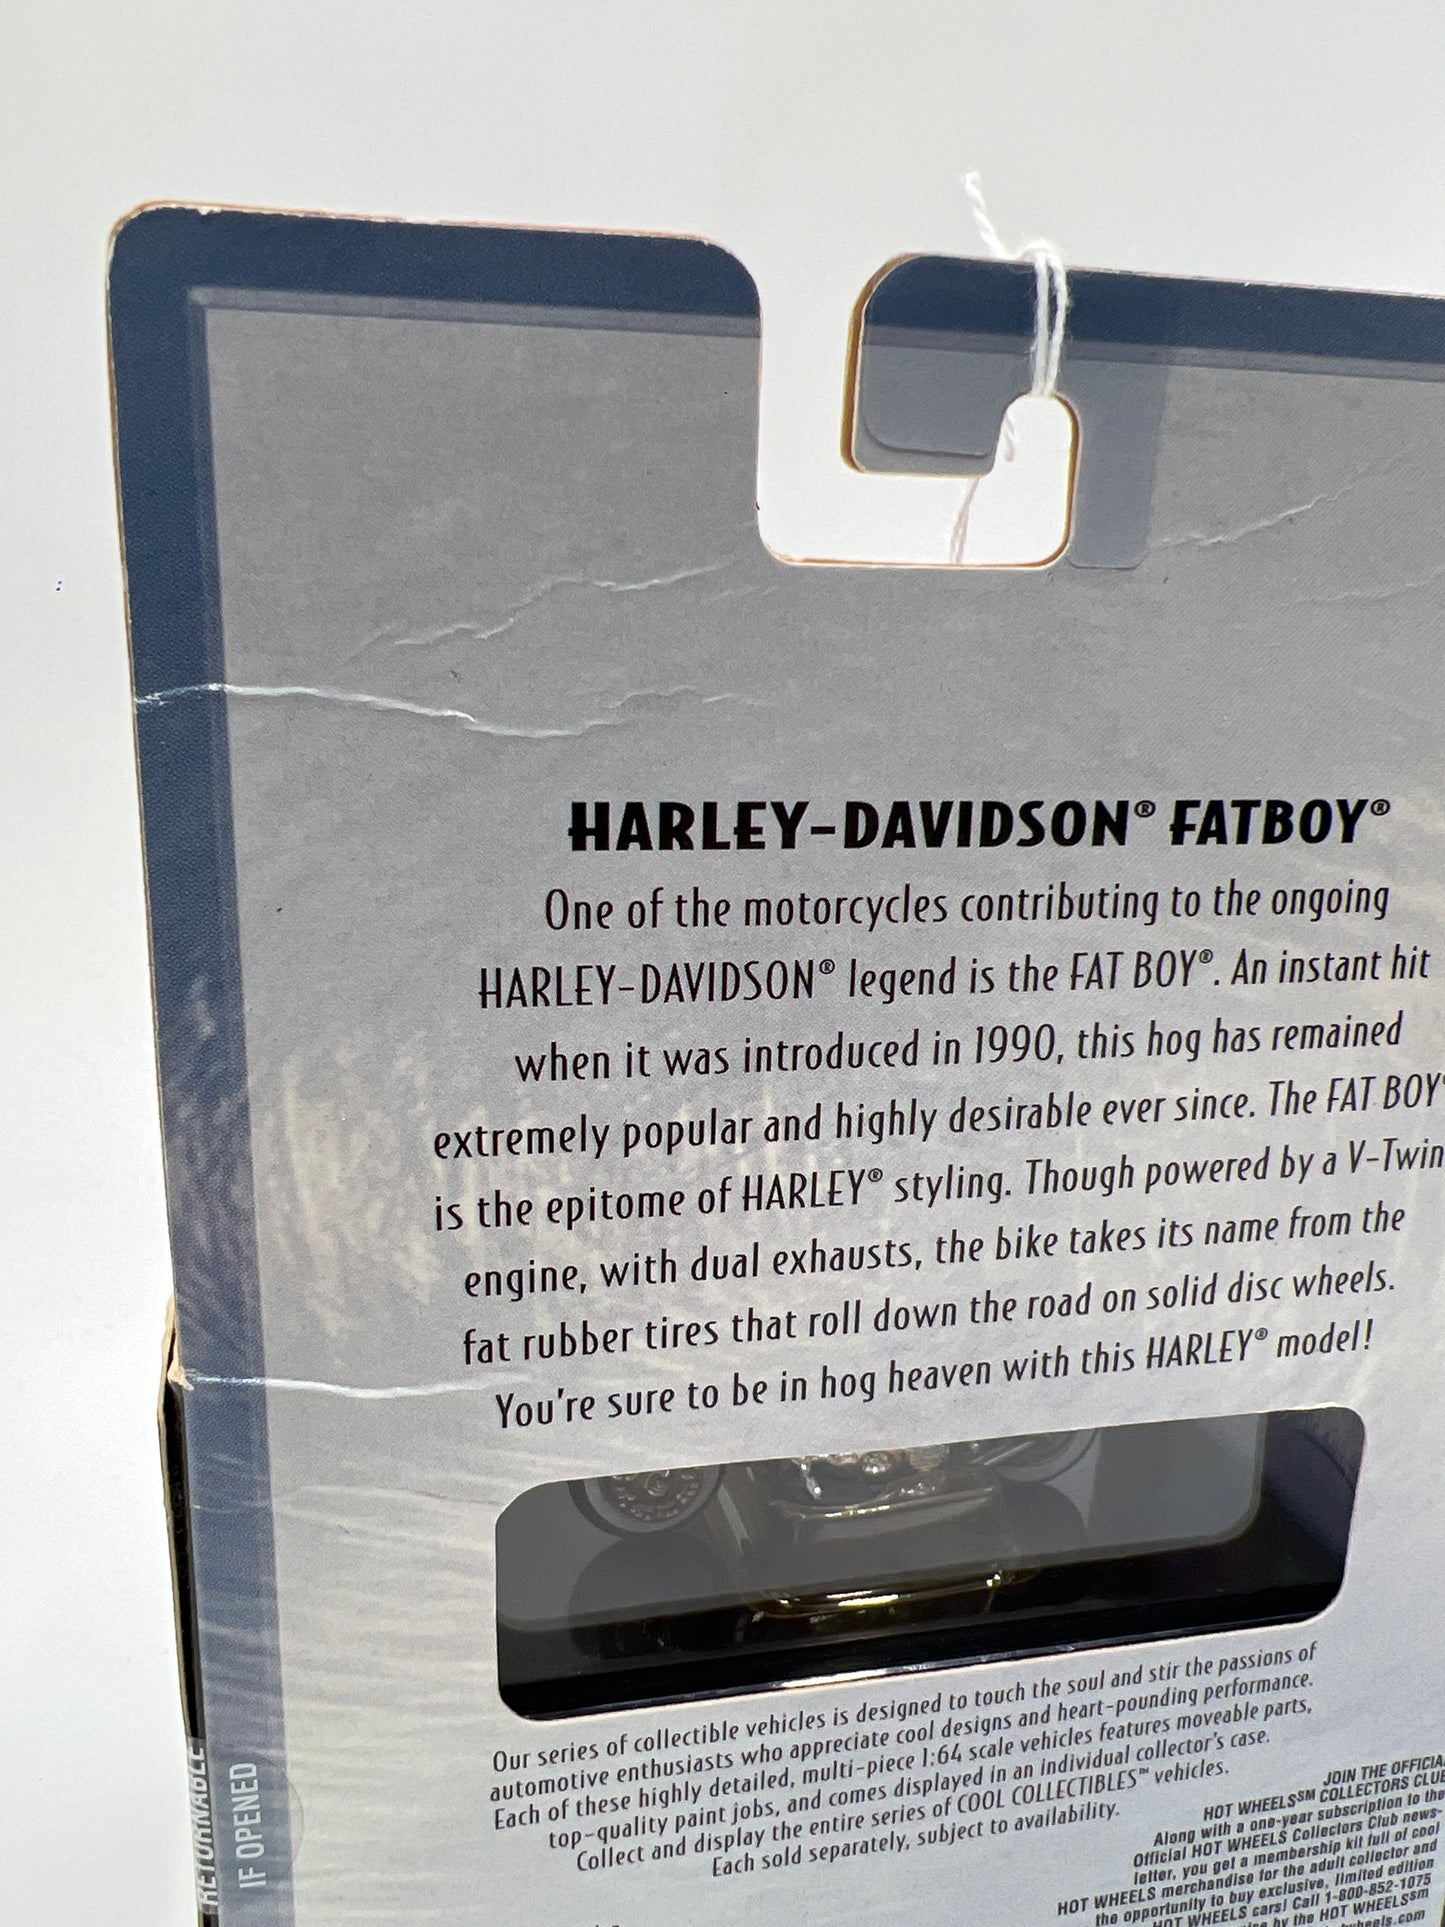 HARLEY-DAVIDSON® FATBOY®
One of the motorcycles contributing to the ongoing
HARLEY-DAVIDSON® legend is the FAT BOY®. An instant hit
when it was introduced in 1990, this hog has remained
extremely popular and highly desirable ever since. The FAT BOY®
is the epitome of HARLEY® styling. Though powered by a V-Twin
engine, with dual exhausts, the bike takes its name from the
fat rubber tires that roll down the road on solid disc wheels.
You're sure to be in hog heaven with this HARLEY® model!
Our series of collectible vehicles is designed to touch the soul and stir the passions of
automotive enthusiasts who appreciate cool designs and heart-pounding performance.
Each of these highly detailed, multi-piece 1:64 scale vehicles features moveable parts,
top-quality paint jobs, and comes displayed in an individual collector's case.
Collect and display the entire series of COOL COLLECTIBLES™ vehicles.
Each sold separately, subject to availability.
RETURNABLE
IF OPENED
JOIN THE OFFICIAL
HOT WHEELS℠ COLLECTORS CLUB
Along with a one-year subscription to the
Official HOT WHEELS Collectors Club news-
letter, you get a membership kit full of cool
HOT WHEELS merchandise for the adult collector and
the opportunity to buy exclusive, limited edition
HOT WHEELS cars! Call 1-800-852-1075
by the HOT WHEELS℠